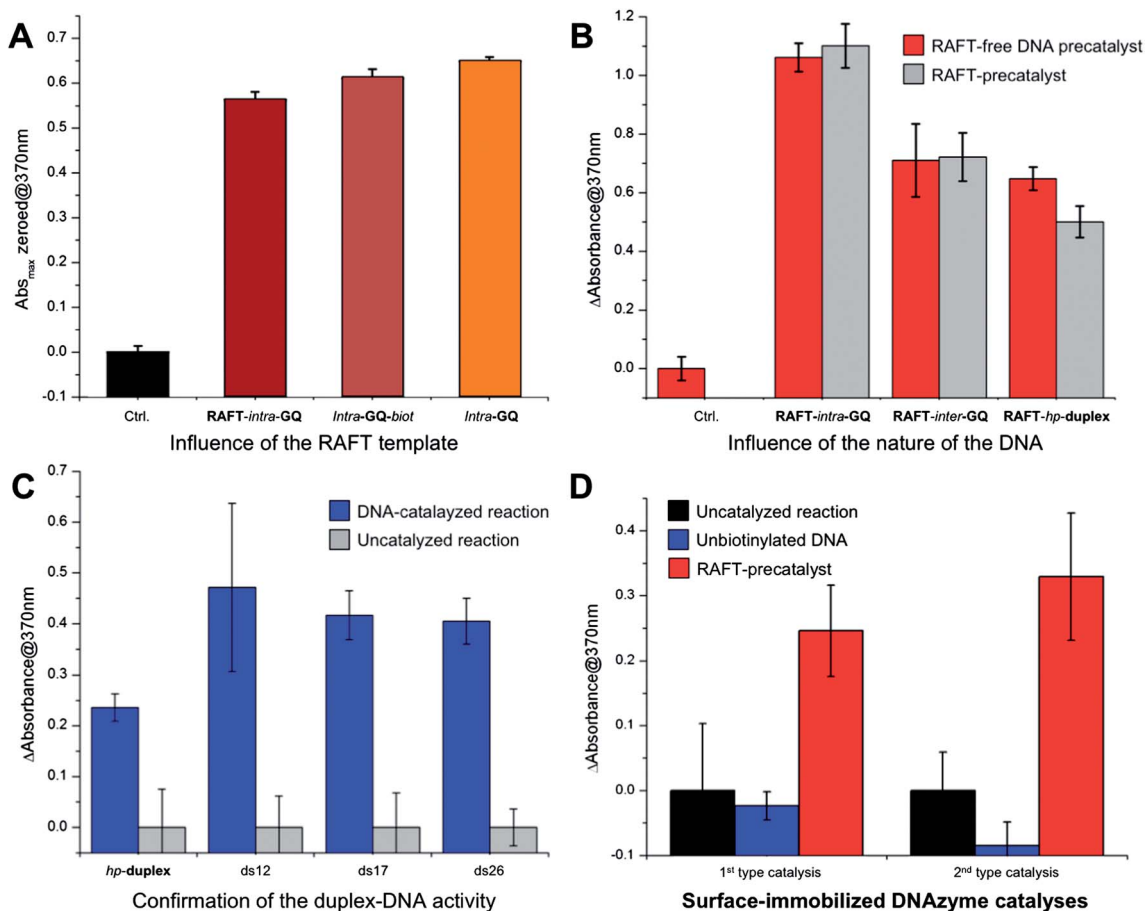 A
Abs_max zeroed@370nm
0.7
0.6
0.5
0.4
0.3
0.2
0.1
0.0
-0.1
Ctrl.
RAFT-intra-GQ
Intra-GQ-biot
Intra-GQ
Influence of the RAFT template
B
RAFT-free DNA precatalyst
RAFT-precatalyst
ΔAbsorbance@370nm
1.2
1.0
0.8
0.6
0.4
0.2
0.0
Ctrl.
RAFT-intra-GQ
RAFT-inter-GQ
RAFT-hp-duplex
Influence of the nature of the DNA
C
DNA-catalayzed reaction
Uncatalyzed reaction
ΔAbsorbance@370nm
0.7
0.6
0.5
0.4
0.3
0.2
0.1
0.0
hp-duplex
ds12
ds17
ds26
Confirmation of the duplex-DNA activity
D
Uncatalyzed reaction
Unbiotinylated DNA
RAFT-precatalyst
ΔAbsorbance@370nm
0.4
0.3
0.2
0.1
0.0
-0.1
1st type catalysis
2nd type catalysis
Surface-immobilized DNAzyme catalyses